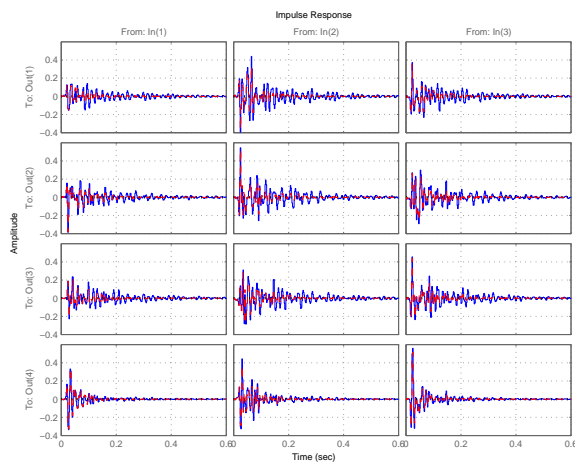 Impulse Response
From: In(1) From: In(2) From: In(3)
To: Out(1)
0.4
0.2
0
−0.2
−0.4
To: Out(2)
0.4
0.2
0
−0.2
−0.4
Amplitude
To: Out(3)
0.4
0.2
0
−0.2
−0.4
To: Out(4)
0.4
0.2
0
−0.2
−0.4
0 0.2 0.4 0.6 0 0.2 0.4 0.6 0 0.2 0.4 0.6
Time (sec)